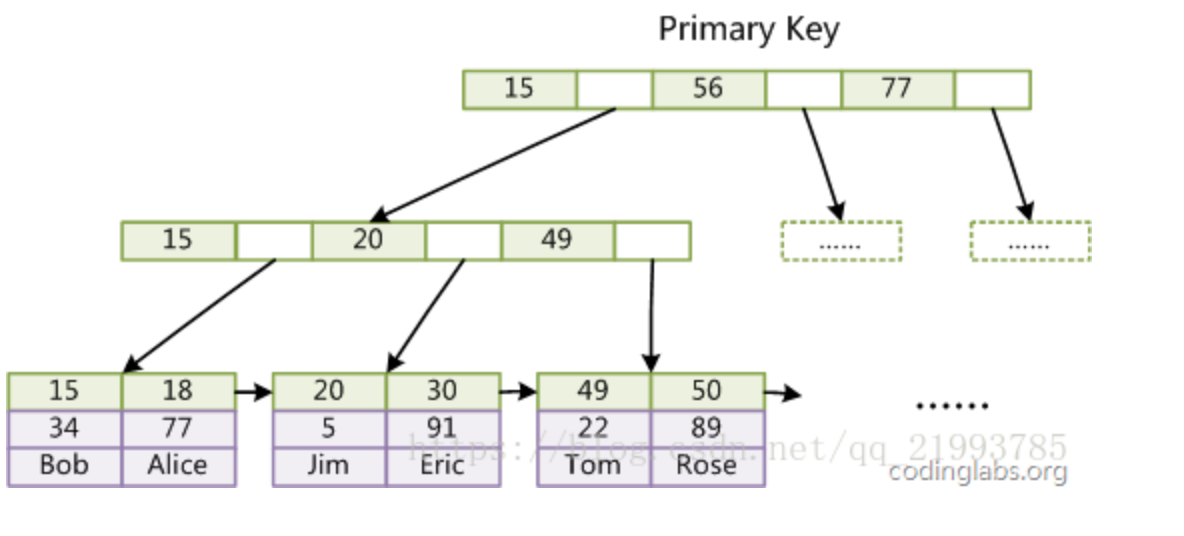 Primary Key
15 56 77
15 20 49
...... ......
15 18 20 30 49 50
......
34 77 5 91 22 89
https://blog.csdn.net/qq_21993785
Bob Alice Jim Eric Tom Rose
codinglabs.org